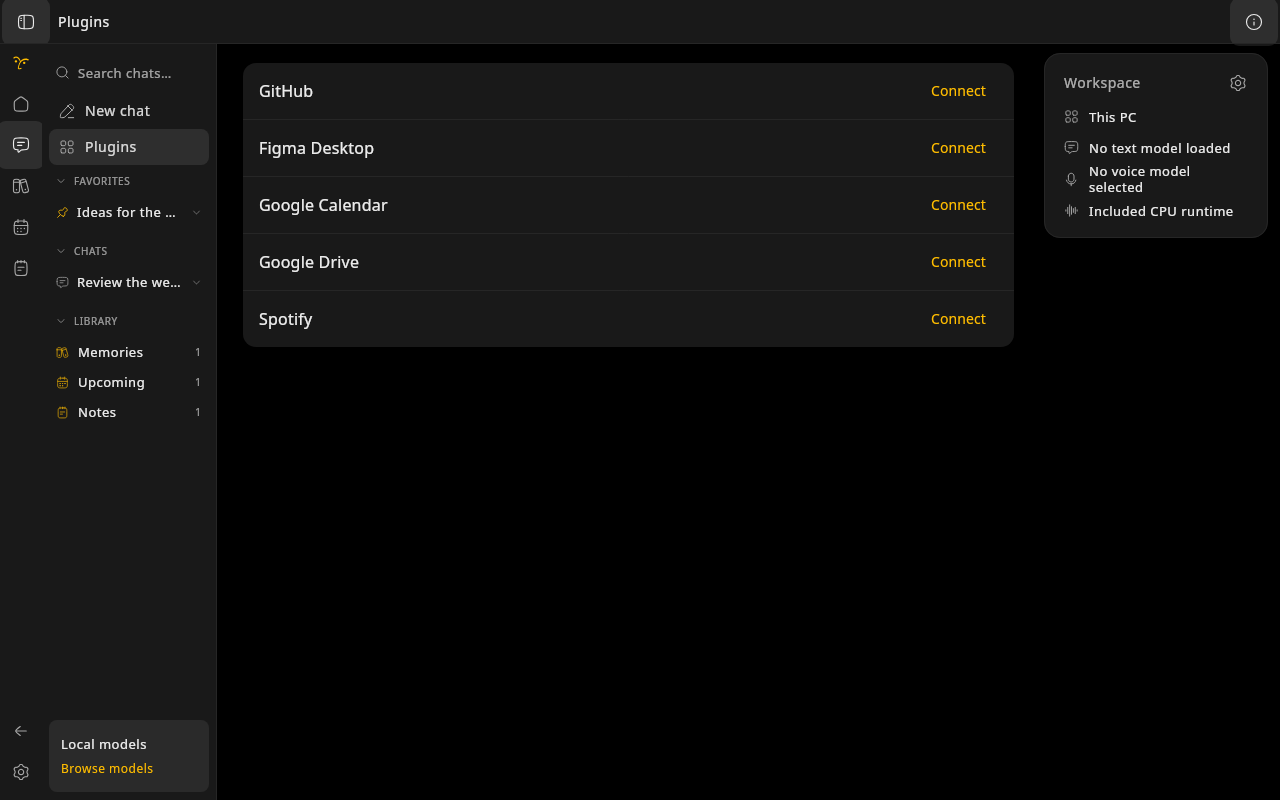 Plugins
Search chats...
New chat
Plugins
FAVORITES
Ideas for the ...
CHATS
Review the we...
LIBRARY
Memories 1
Upcoming 1
Notes 1
Local models
Browse models
GitHub Connect
Figma Desktop Connect
Google Calendar Connect
Google Drive Connect
Spotify Connect
Workspace
This PC
No text model loaded
No voice model
selected
Included CPU runtime